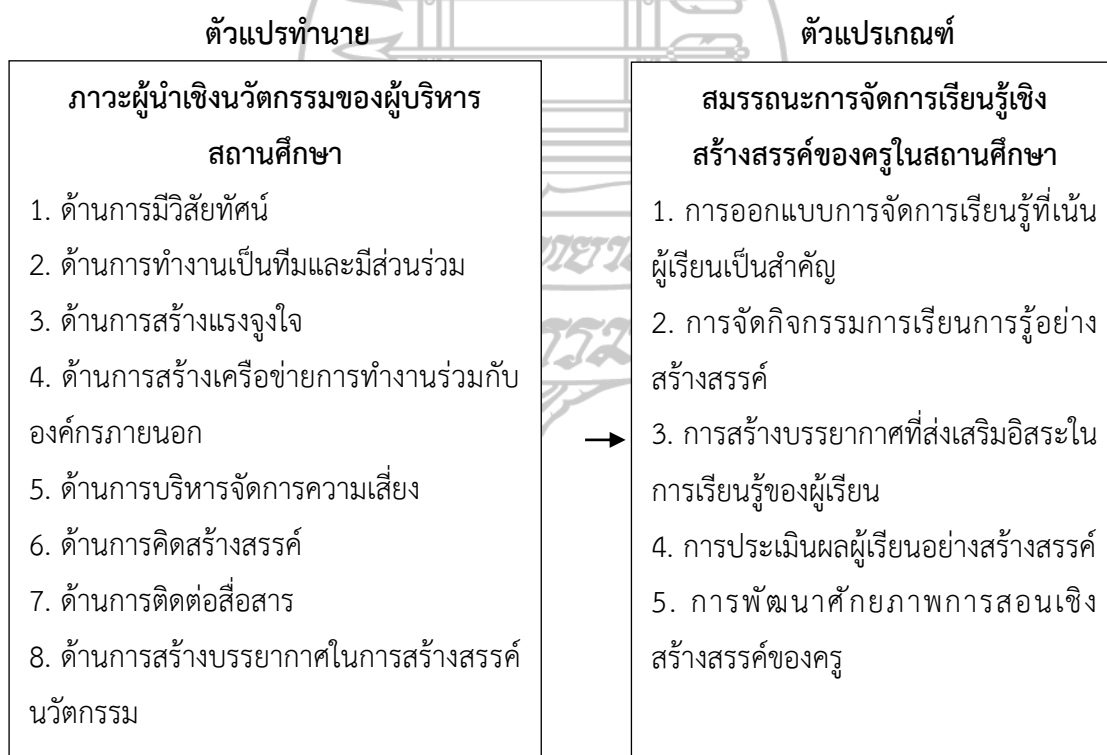 ตัวแปรทำนาย
ภาวะผู้นำเชิงนวัตกรรมของผู้บริหาร
สถานศึกษา
1. ด้านการมีวิสัยทัศน์
2. ด้านการทำงานเป็นทีมและมีส่วนร่วม
3. ด้านการสร้างแรงจูงใจ
4. ด้านการสร้างเครือข่ายการทำงานร่วมกับ
องค์กรภายนอก
5. ด้านการบริหารจัดการความเสี่ยง
6. ด้านการคิดสร้างสรรค์
7. ด้านการติดต่อสื่อสาร
8. ด้านการสร้างบรรยากาศในการสร้างสรรค์
นวัตกรรม
ตัวแปรเกณฑ์
สมรรถนะการจัดการเรียนรู้เชิง
สร้างสรรค์ของครูในสถานศึกษา
1. การออกแบบการจัดการเรียนรู้ที่เน้น
ผู้เรียนเป็นสำคัญ
2. การจัดกิจกรรมการเรียนการรู้อย่าง
สร้างสรรค์
3. การสร้างบรรยากาศที่ส่งเสริมอิสระใน
การเรียนรู้ของผู้เรียน
4. การประเมินผลผู้เรียนอย่างสร้างสรรค์
5. การพัฒนาศักยภาพการสอนเชิง
สร้างสรรค์ของครู